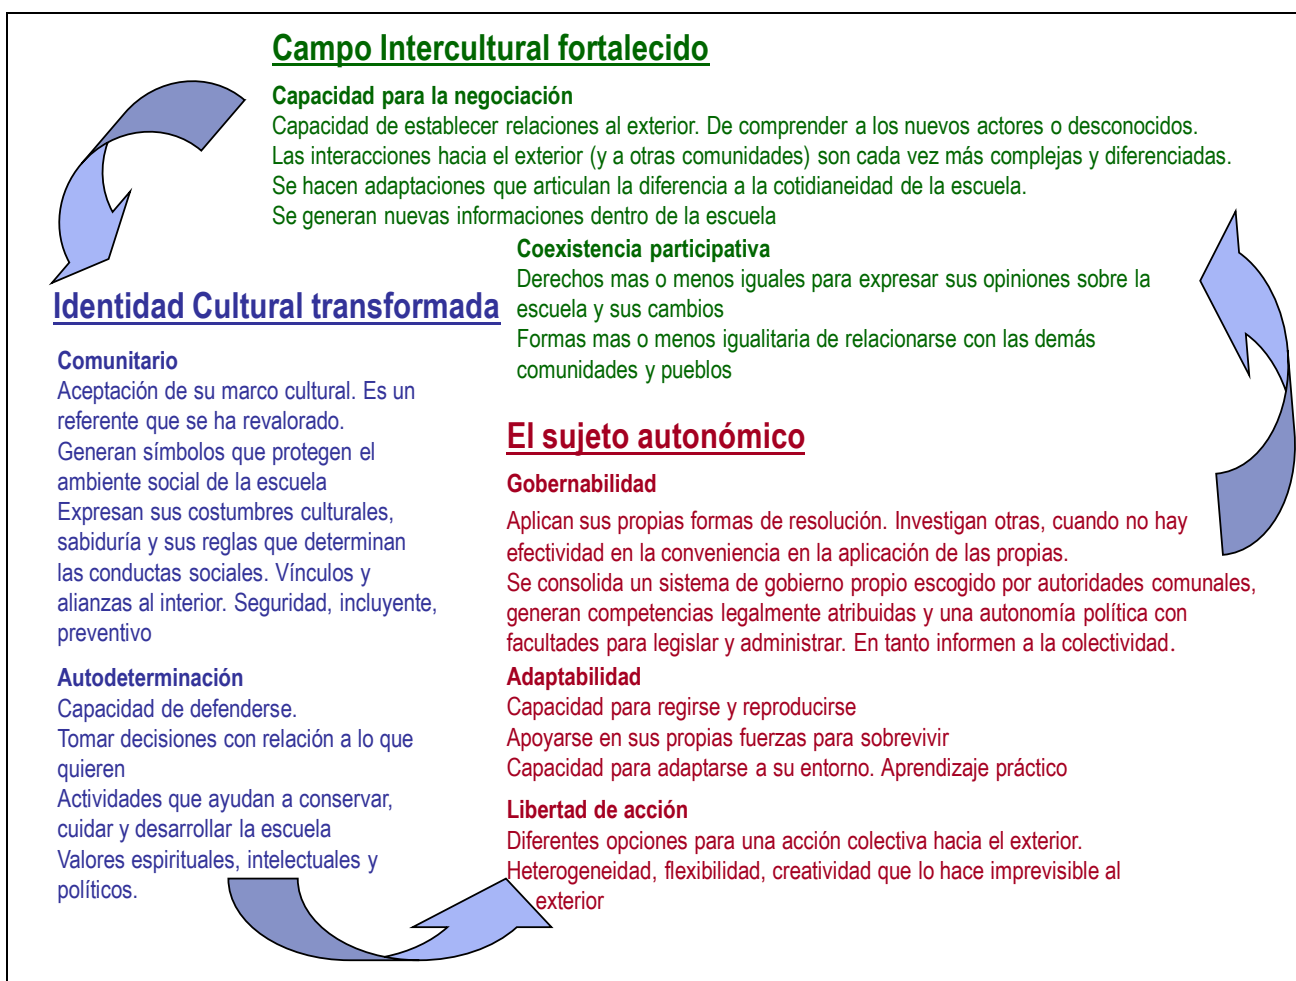 Campo Intercultural fortalecido
Capacidad para la negociación
Capacidad de establecer relaciones al exterior. De comprender a los nuevos actores o desconocidos.
Las interacciones hacia el exterior (y a otras comunidades) son cada vez más complejas y diferenciadas.
Se hacen adaptaciones que articulan la diferencia a la cotidianeidad de la escuela.
Se generan nuevas informaciones dentro de la escuela
Coexistencia participativa
Derechos mas o menos iguales para expresar sus opiniones sobre la
escuela y sus cambios
Formas mas o menos igualitaria de relacionarse con las demás
comunidades y pueblos
Identidad Cultural transformada
Comunitario
Aceptación de su marco cultural. Es un
referente que se ha revalorado.
Generan símbolos que protegen el
ambiente social de la escuela
Expresan sus costumbres culturales,
sabiduría y sus reglas que determinan
las conductas sociales. Vínculos y
alianzas al interior. Seguridad, incluyente,
preventivo
Autodeterminación
Capacidad de defenderse.
Tomar decisiones con relación a lo que
quieren
Actividades que ayudan a conservar,
cuidar y desarrollar la escuela
Valores espirituales, intelectuales y
políticos.
El sujeto autonómico
Gobernabilidad
Aplican sus propias formas de resolución. Investigan otras, cuando no hay
efectividad en la conveniencia en la aplicación de las propias.
Se consolida un sistema de gobierno propio escogido por autoridades comunales,
generan competencias legalmente atribuidas y una autonomía política con
facultades para legislar y administrar. En tanto informen a la colectividad.
Adaptabilidad
Capacidad para regirse y reproducirse
Apoyarse en sus propias fuerzas para sobrevivir
Capacidad para adaptarse a su entorno. Aprendizaje práctico
Libertad de acción
Diferentes opciones para una acción colectiva hacia el exterior.
Heterogeneidad, flexibilidad, creatividad que lo hace imprevisible al
exterior